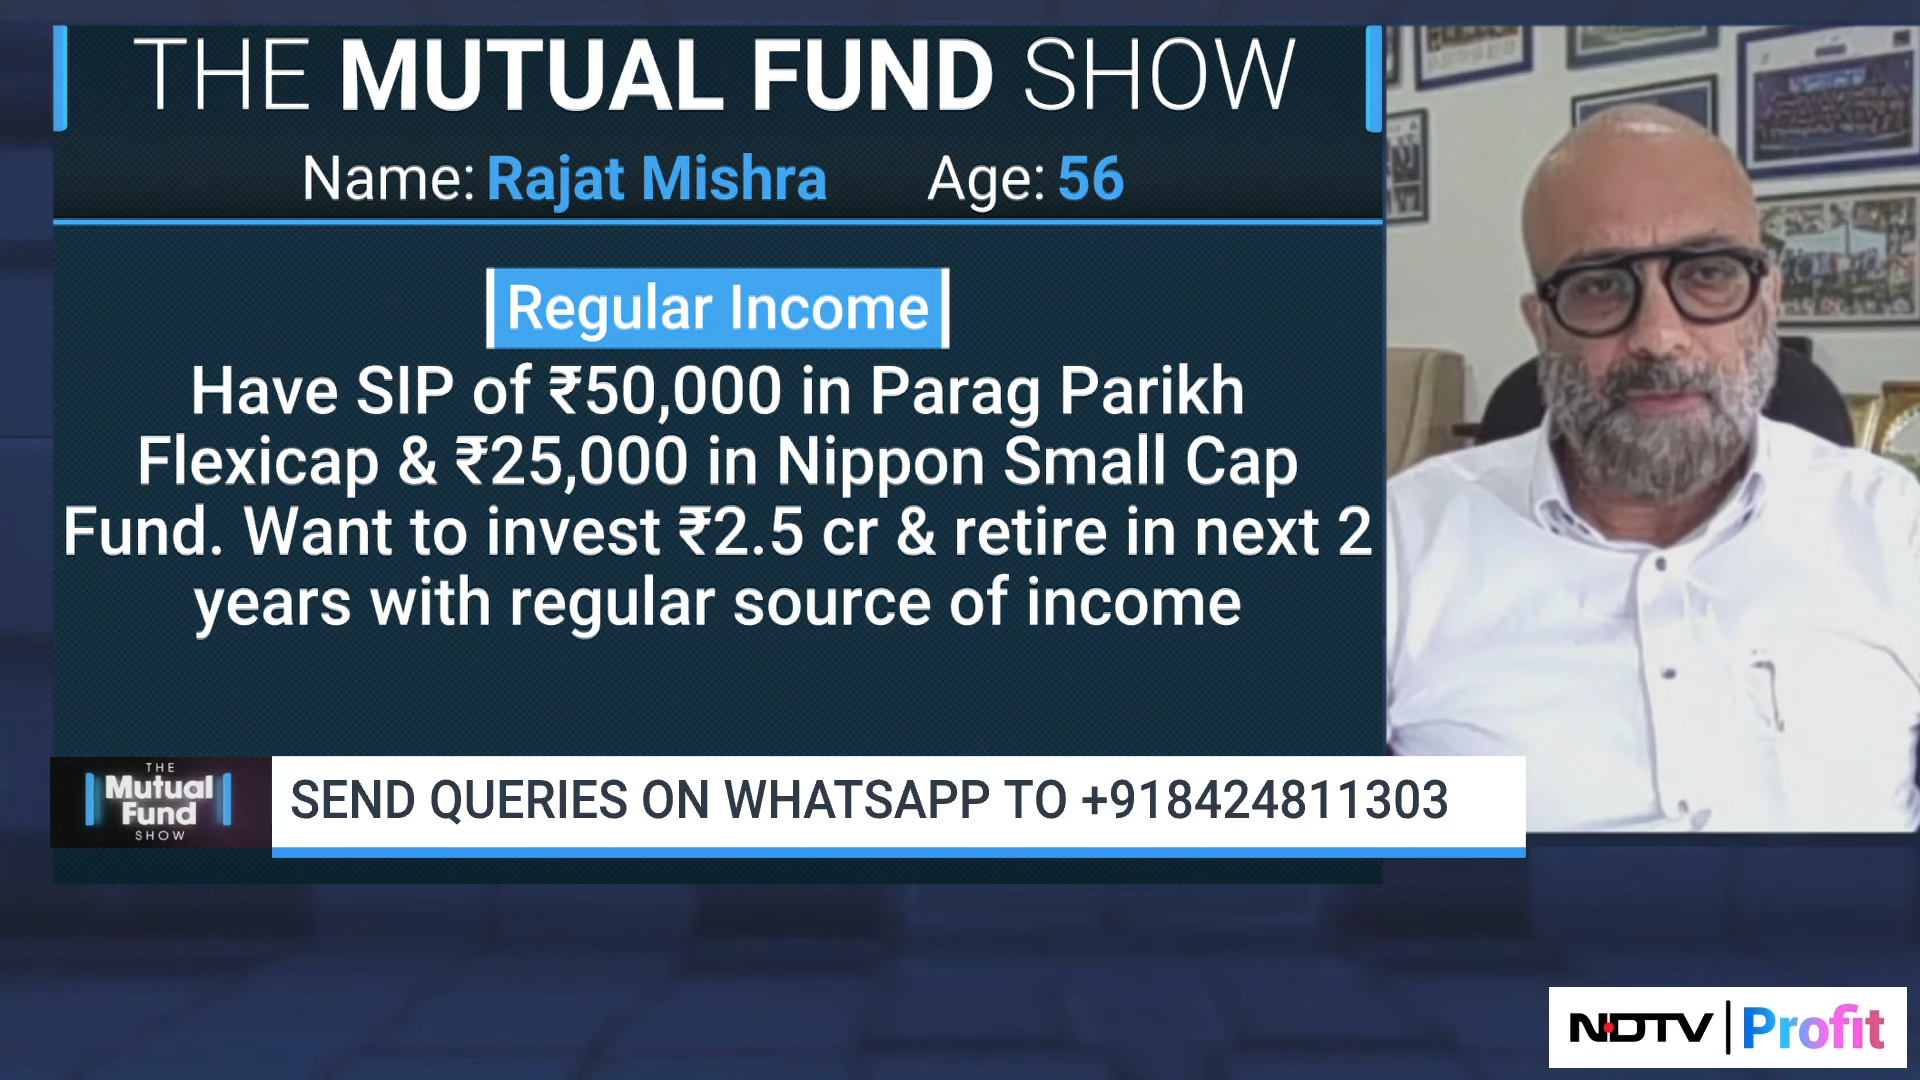 THE MUTUAL FUND SHOW
Name: Rajat Mishra Age: 56
Regular Income
Have SIP of ₹50,000 in Parag Parikh
Flexicap & ₹25,000 in Nippon Small Cap
Fund. Want to invest ₹2.5 cr & retire in next 2
years with regular source of income
THE
Mutual
Fund
SHOW
SEND QUERIES ON WHATSAPP TO +918424811303
NDTV Profit